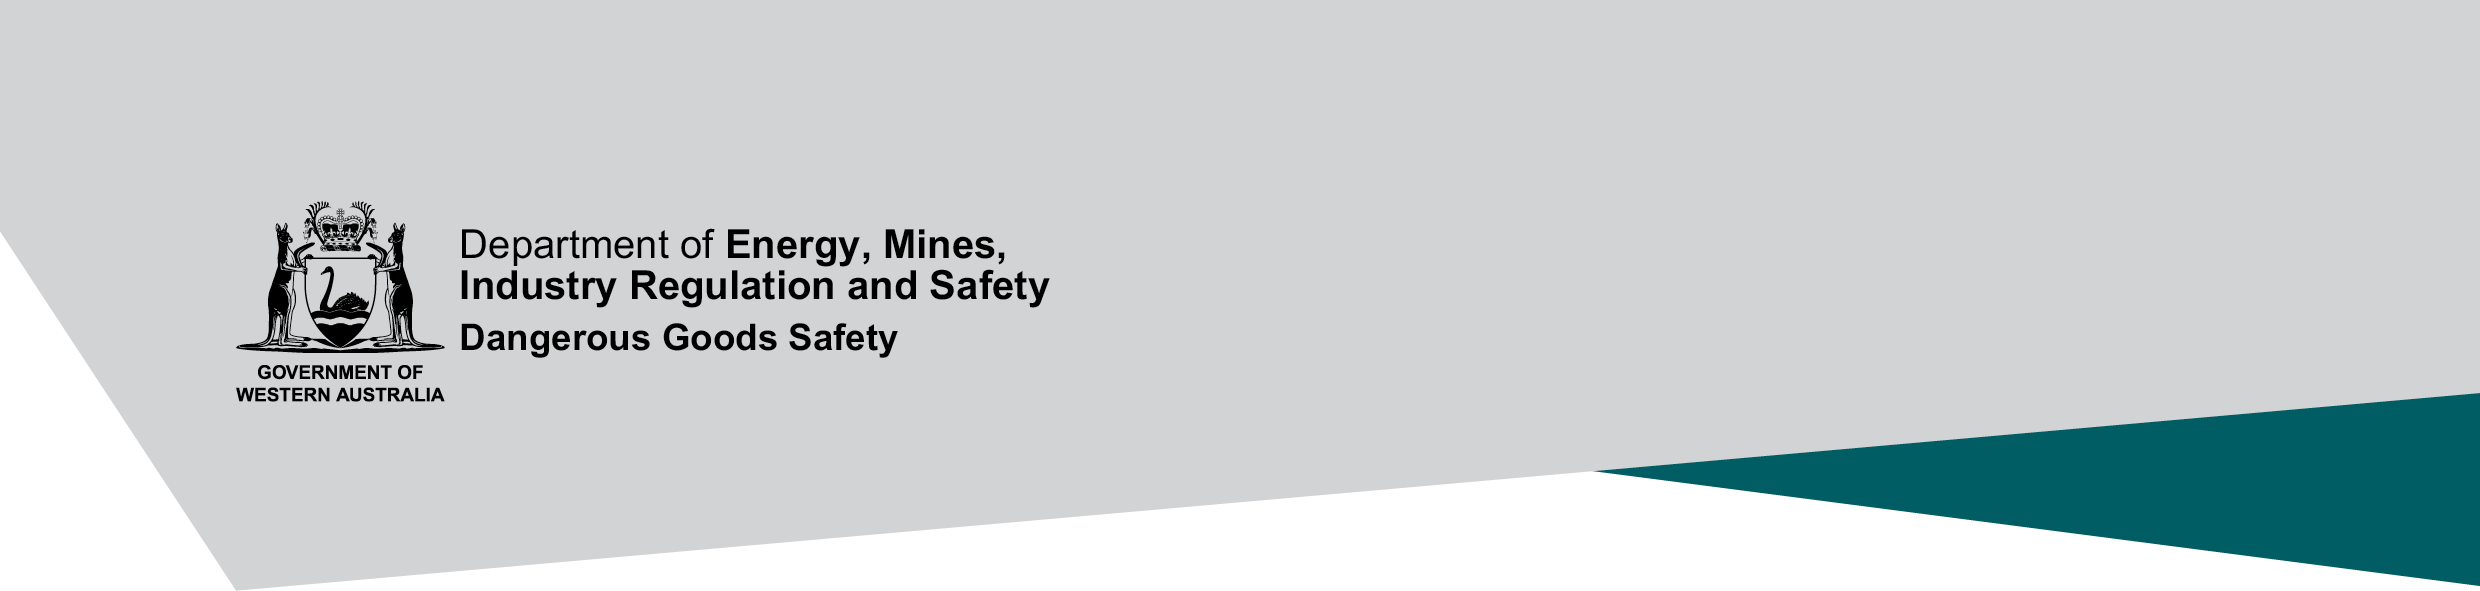 Department of Energy, Mines,
Industry Regulation and Safety
Dangerous Goods Safety
GOVERNMENT OF
WESTERN AUSTRALIA